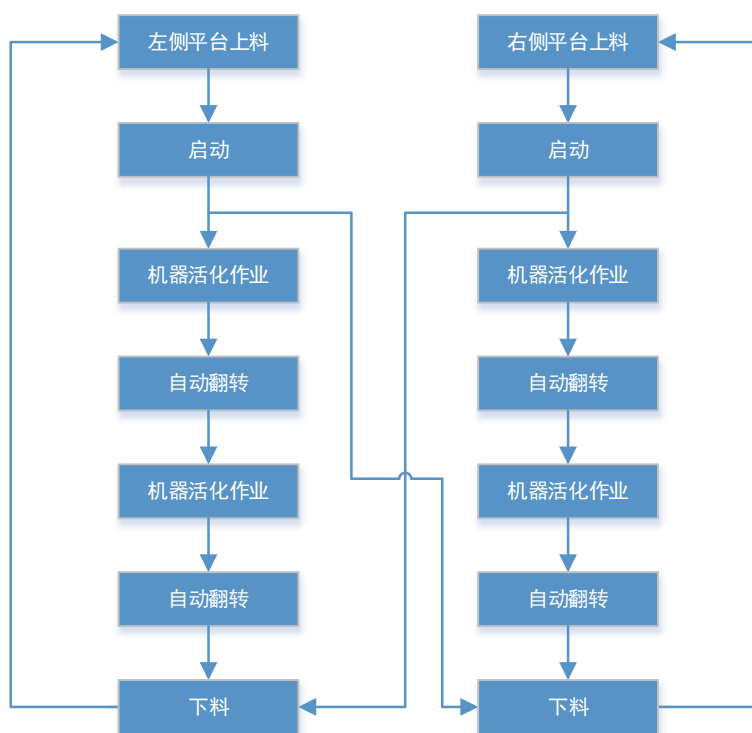 左侧平台上料
启动
机器活化作业
自动翻转
机器活化作业
自动翻转
下料
右侧平台上料
启动
机器活化作业
自动翻转
机器活化作业
自动翻转
下料